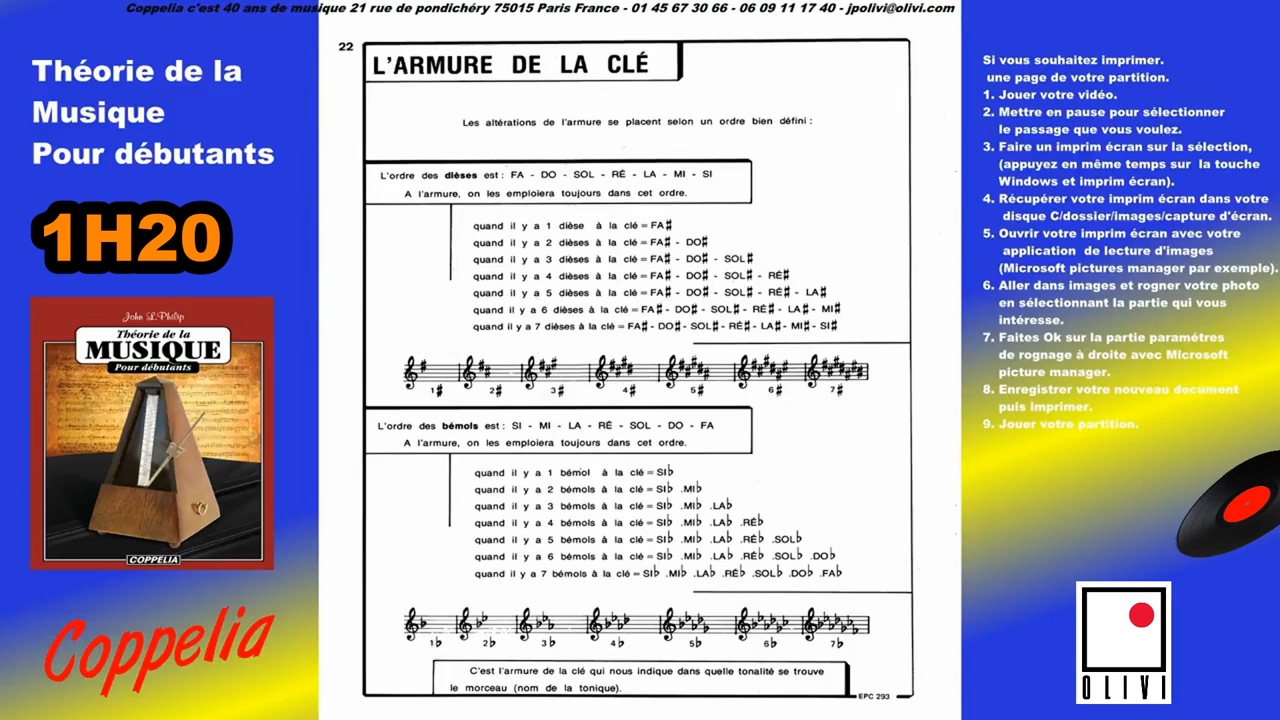 Coppelia c'est 40 ans de musique 21 rue de pondichéry 75015 Paris France - 01 45 67 30 66 - 06 09 11 17 40 - jpolivi@olivi.com
Théorie de la
Musique
Pour débutants
1H20
John L.Philip
Théorie de la
MUSIQUE
Pour débutants
COPPELIA
Coppelia
22
L'ARMURE DE LA CLÉ
Les altérations de l'armure se placent selon un ordre bien défini :
L'ordre des dièses est : FA - DO - SOL - RÉ - LA - MI - SI
A l'armure, on les emploiera toujours dans cet ordre.
quand il y a 1 dièse à la clé = FA♯
quand il y a 2 dièses à la clé = FA♯ - DO♯
quand il y a 3 dièses à la clé = FA♯ - DO♯ - SOL♯
quand il y a 4 dièses à la clé = FA♯ - DO♯ - SOL♯ - RÉ♯
quand il y a 5 dièses à la clé = FA♯ - DO♯ - SOL♯ - RÉ♯ - LA♯
quand il y a 6 dièses à la clé = FA♯ - DO♯ - SOL♯ - RÉ♯ - LA♯ - MI♯
quand il y a 7 dièses à la clé = FA♯ - DO♯ - SOL♯ - RÉ♯ - LA♯ - MI♯ - SI♯
1♯ 2♯ 3♯ 4♯ 5♯ 6♯ 7♯
L'ordre des bémols est : SI - MI - LA - RÉ - SOL - DO - FA
A l'armure, on les emploiera toujours dans cet ordre.
quand il y a 1 bémol à la clé = SI♭
quand il y a 2 bémols à la clé = SI♭ .MI♭
quand il y a 3 bémols à la clé = SI♭ .MI♭ .LA♭
quand il y a 4 bémols à la clé = SI♭ .MI♭ .LA♭ .RÉ♭
quand il y a 5 bémols à la clé = SI♭ .MI♭ .LA♭ .RÉ♭ .SOL♭
quand il y a 6 bémols à la clé = SI♭ .MI♭ .LA♭ .RÉ♭ .SOL♭ .DO♭
quand il y a 7 bémols à la clé = SI♭ .MI♭ .LA♭ .RÉ♭ .SOL♭ .DO♭ .FA♭
1♭ 2♭ 3♭ 4♭ 5♭ 6♭ 7♭
C'est l'armure de la clé qui nous indique dans quelle tonalité se trouve
le morceau (nom de la tonique).
EPC 293
Si vous souhaitez imprimer.
une page de votre partition.
1. Jouer votre vidéo.
2. Mettre en pause pour sélectionner
le passage que vous voulez.
3. Faire un imprim écran sur la sélection,
(appuyez en même temps sur la touche
Windows et imprim écran).
4. Récupérer votre imprim écran dans votre
disque C/dossier/images/capture d'écran.
5. Ouvrir votre imprim écran avec votre
application de lecture d'images
(Microsoft pictures manager par exemple).
6. Aller dans images et rogner votre photo
en sélectionnant la partie qui vous
intéresse.
7. Faites Ok sur la partie paramétres
de rognage à droite avec Microsoft
picture manager.
8. Enregistrer votre nouveau document
puis imprimer.
9. Jouer votre partition.
OLIVI